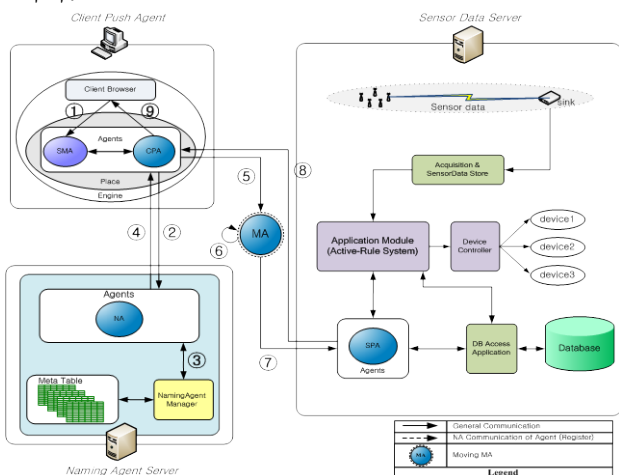 Client Push Agent
Sensor Data Server
Client Browser
①
⑨
Agents
SMA
CPA
Place
Engine
Sensor data
sink
Acquisition &
SensorData Store
⑧
⑤
④
②
⑥
MA
Application Module
(Active-Rule System)
Device
Controller
device1
device2
device3
Agents
NA
③
⑦
SPA
Agents
DB Access
Application
Database
Meta Table
NamingAgent
Manager
Naming Agent Server
General Communication
NA Communication of Agent (Register)
MA
Moving MA
Legend